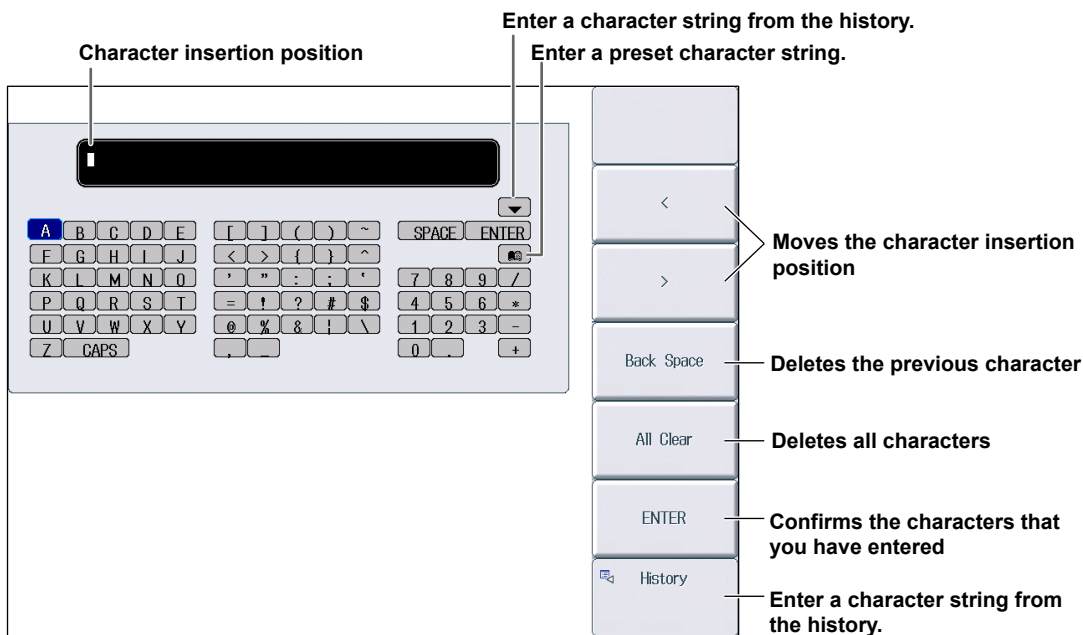 Enter a character string from the history.
Character insertion position
Enter a preset character string.
A B C D E [ ] ( ) ~ SPACE ENTER
F G H I J < > { } ^
K L M N O ’ ” : ; ‘ 7 8 9 /
P Q R S T = ! ? # $ 4 5 6 *
U V W X Y @ % & ¦ \ 1 2 3 -
Z CAPS , _ 0 . +
<
>
Moves the character insertion
position
Back Space
Deletes the previous character
All Clear
Deletes all characters
ENTER
Confirms the characters that
you have entered
History
Enter a character string from
the history.